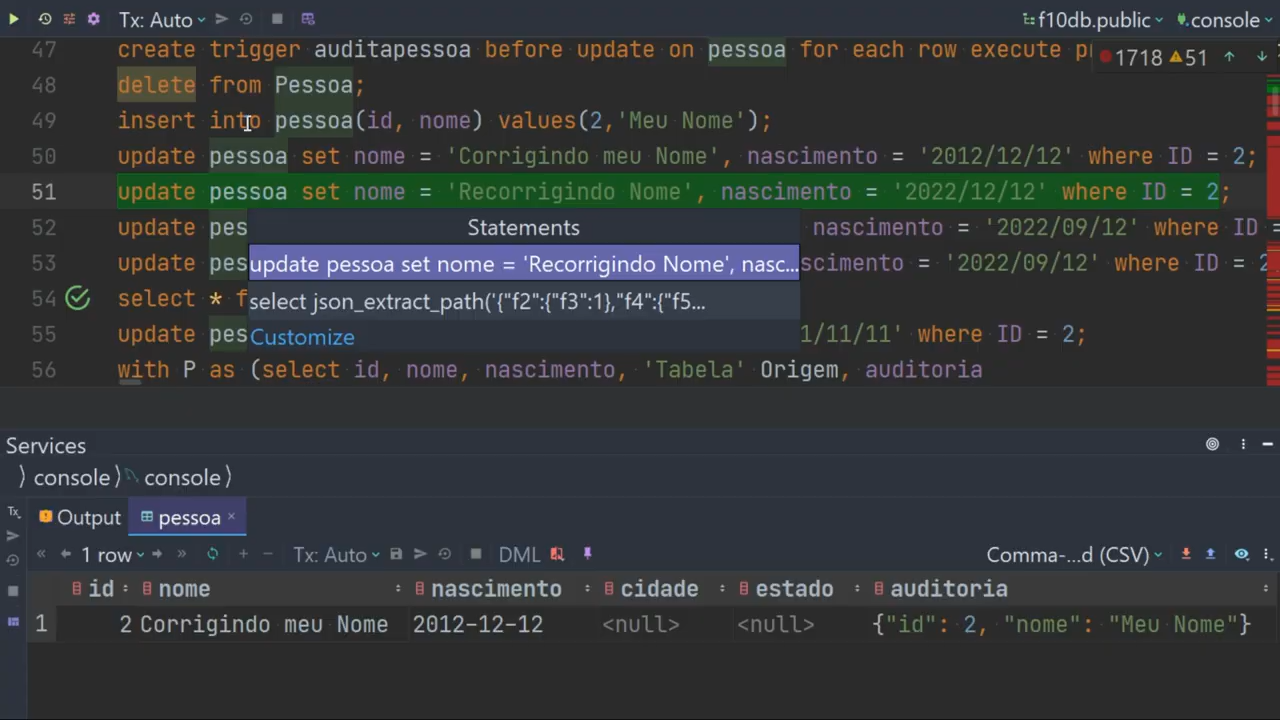 Tx: Auto f10db.public console
47 create trigger auditapessoa before update on pessoa for each row execute p 1718 51
48 delete from Pessoa;
49 insert into pessoa(id, nome) values(2,'Meu Nome');
50 update pessoa set nome = 'Corrigindo meu Nome', nascimento = '2012/12/12' where ID = 2;
51 update pessoa set nome = 'Recorrigindo Nome', nascimento = '2022/12/12' where ID = 2;
52 update pes nascimento = '2022/09/12' where ID =
Statements
53 update pes scimento = '2022/09/12' where ID = 2
update pessoa set nome = 'Recorrigindo Nome', nasc...
54 select * f
select json_extract_path('{"f2":{"f3":1},"f4":{"f5...
55 update pes 1/11/11' where ID = 2;
Customize
56 with P as (select id, nome, nascimento, 'Tabela' Origem, auditoria
Services
console console
Output pessoa
1 row Tx: Auto DML Comma-...d (CSV)
id nome nascimento cidade estado auditoria
1 2 Corrigindo meu Nome 2012-12-12 <null> <null> {"id": 2, "nome": "Meu Nome"}